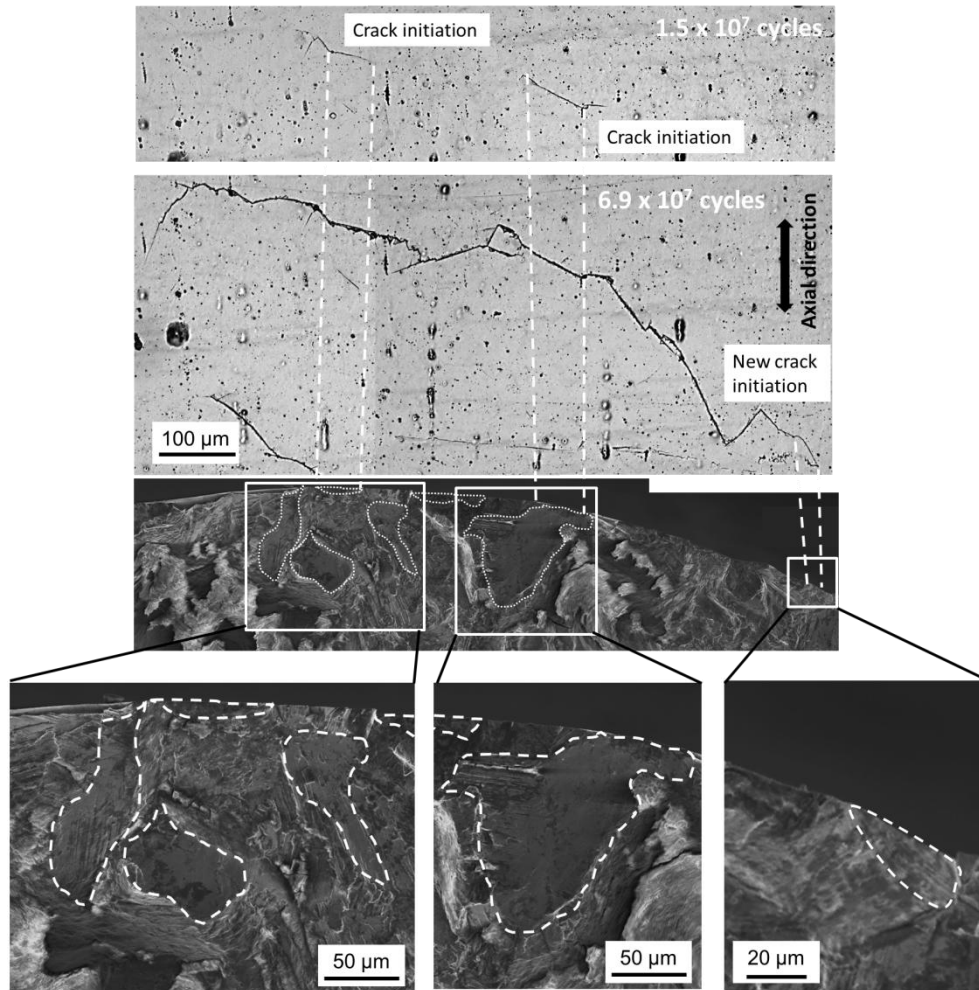 Crack initiation
1.5 x 10⁷ cycles
Crack initiation
6.9 x 10⁷ cycles
Axial direction
New crack
initiation
100 µm
50 µm
50 µm
20 µm